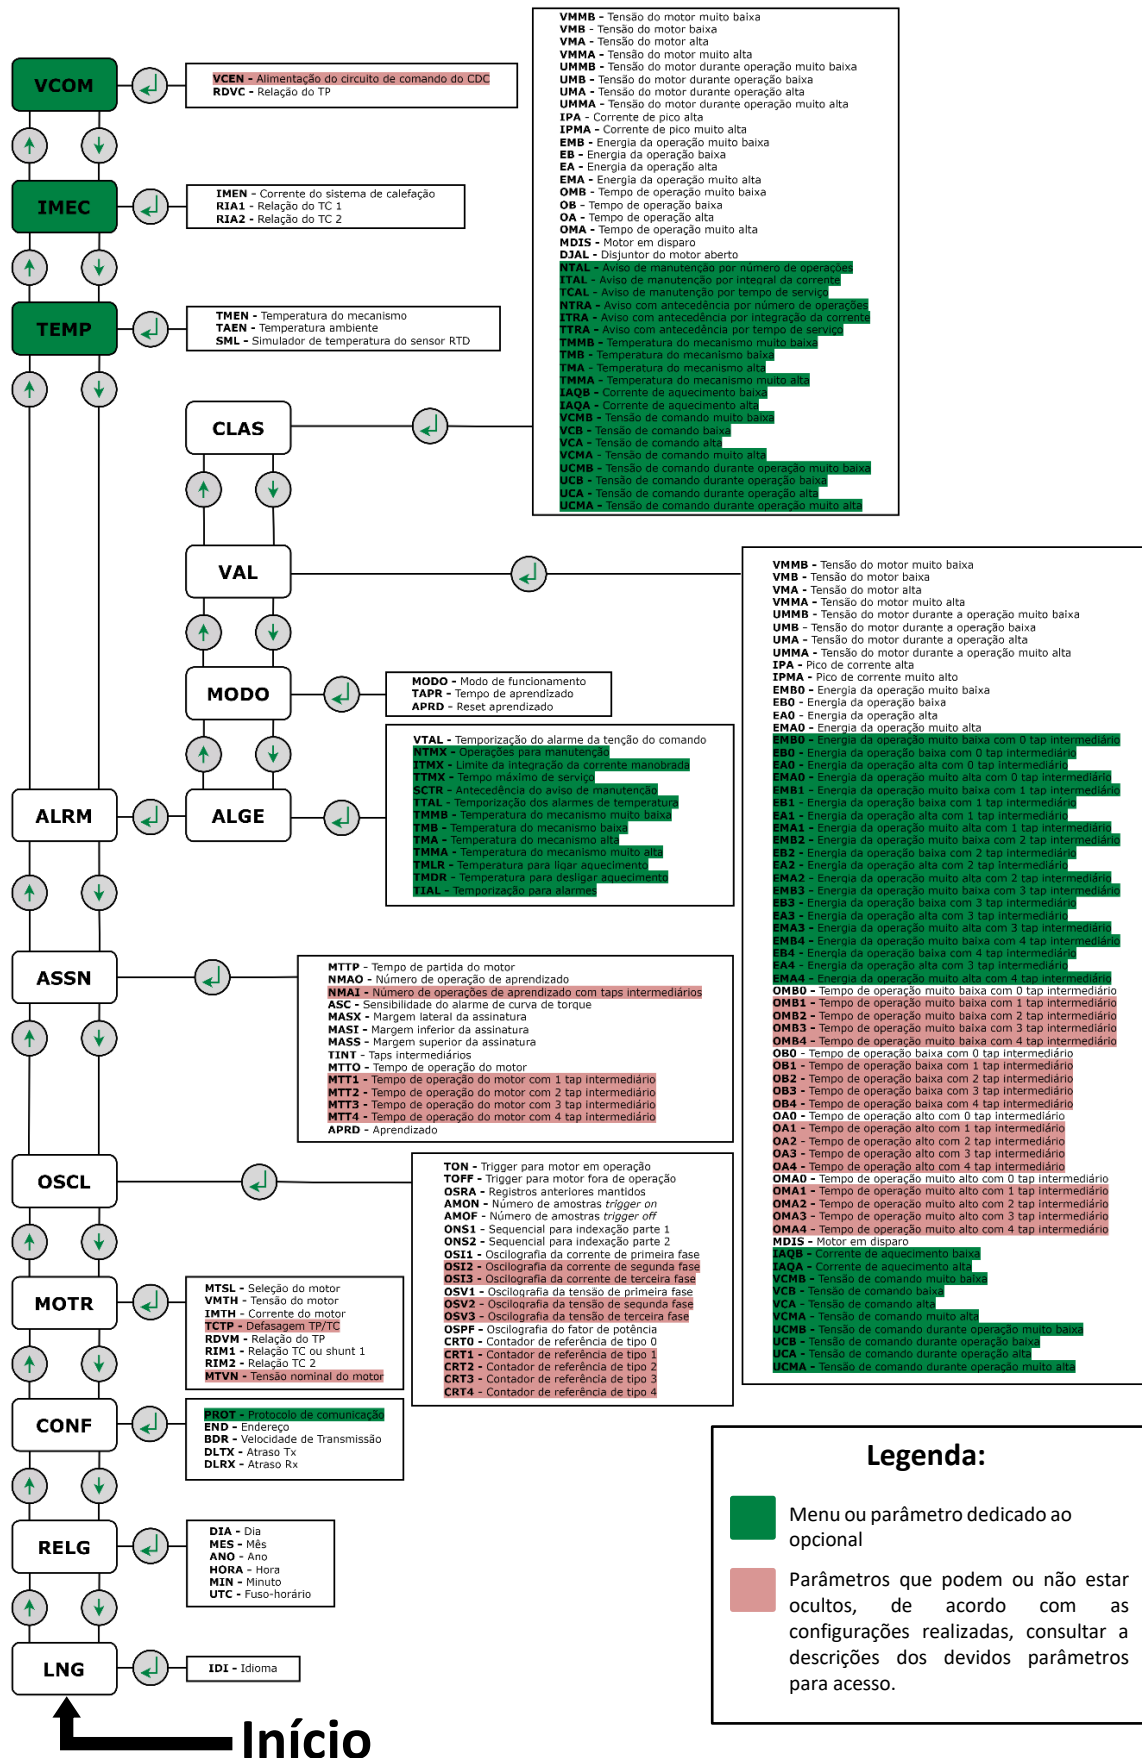 VMMB - Tensão do motor muito baixa
VMB - Tensão do motor baixa
VMA - Tensão do motor alta
VMMA - Tensão do motor muito alta
UMMB - Tensão do motor durante operação muito baixa
UMB - Tensão do motor durante operação baixa
UMA - Tensão do motor durante operação alta
UMMA - Tensão do motor durante operação muito alta
IPA - Corrente de pico alta
IPMA - Corrente de pico muito alta
EMB - Energia da operação muito baixa
EB - Energia da operação baixa
EA - Energia da operação alta
EMA - Energia da operação muito alta
OMB - Tempo de operação muito baixa
OB - Tempo de operação baixa
OA - Tempo de operação alta
OMA - Tempo de operação muito alta
MDIS - Motor em disparo
DJAL - Disjuntor do motor aberto
NTAL - Aviso de manutenção por número de operações
ITAL - Aviso de manutenção por integral da corrente
TCAL - Aviso de manutenção por tempo de serviço
NTRA - Aviso com antecedência por número de operações
ITRA - Aviso com antecedência por integração da corrente
TTRA - Aviso com antecedência por tempo de serviço
TMMB - Temperatura do mecanismo muito baixa
TMB - Temperatura do mecanismo baixa
TMA - Temperatura do mecanismo alta
TMMA - Temperatura do mecanismo muito alta
IAQB - Corrente de aquecimento baixa
IAQA - Corrente de aquecimento alta
VCMB - Tensão de comando muito baixa
VCB - Tensão de comando baixa
VCA - Tensão de comando alta
VCMA - Tensão de comando muito alta
UCMB - Tensão de comando durante operação muito baixa
UCB - Tensão de comando durante operação baixa
UCA - Tensão de comando durante operação alta
UCMA - Tensão de comando durante operação muito alta
VCOM
VCEN - Alimentação do circuito de comando do CDC
RDVC - Relação do TP
IMEC
IMEN - Corrente do sistema de calefação
RIA1 - Relação do TC 1
RIA2 - Relação do TC 2
TEMP
TMEN - Temperatura do mecanismo
TAEN - Temperatura ambiente
SML - Simulador de temperatura do sensor RTD
CLAS
VAL
VMMB - Tensão do motor muito baixa
VMB - Tensão do motor baixa
VMA - Tensão do motor alta
VMMA - Tensão do motor muito alta
UMMB - Tensão do motor durante a operação muito baixa
UMB - Tensão do motor durante a operação baixa
UMA - Tensão do motor durante a operação alta
UMMA - Tensão do motor durante a operação muito alta
IPA - Pico de corrente alta
IPMA - Pico de corrente muito alto
EMB0 - Energia da operação muito baixa
EB0 - Energia da operação baixa
EA0 - Energia da operação alta
EMA0 - Energia da operação muito alta
EMB0 - Energia da operação muito baixa com 0 tap intermediário
EB0 - Energia da operação baixa com 0 tap intermediário
EA0 - Energia da operação alta com 0 tap intermediário
EMA0 - Energia da operação muito alta com 0 tap intermediário
EMB1 - Energia da operação muito baixa com 1 tap intermediário
EB1 - Energia da operação baixa com 1 tap intermediário
EA1 - Energia da operação alta com 1 tap intermediário
EMA1 - Energia da operação muito alta com 1 tap intermediário
EMB2 - Energia da operação muito baixa com 2 tap intermediário
EB2 - Energia da operação baixa com 2 tap intermediário
EA2 - Energia da operação alta com 2 tap intermediário
EMA2 - Energia da operação muito alta com 2 tap intermediário
EMB3 - Energia da operação muito baixa com 3 tap intermediário
EB3 - Energia da operação baixa com 3 tap intermediário
EA3 - Energia da operação alta com 3 tap intermediário
EMA3 - Energia da operação muito alta com 3 tap intermediário
EMB4 - Energia da operação muito baixa com 4 tap intermediário
EB4 - Energia da operação baixa com 4 tap intermediário
EA4 - Energia da operação alta com 3 tap intermediário
EMA4 - Energia da operação muito alta com 4 tap intermediário
OMB0 - Tempo de operação muito baixa com 0 tap intermediário
OMB1 - Tempo de operação muito baixa com 1 tap intermediário
OMB2 - Tempo de operação muito baixa com 2 tap intermediário
OMB3 - Tempo de operação muito baixa com 3 tap intermediário
OMB4 - Tempo de operação muito baixa com 4 tap intermediário
OB0 - Tempo de operação baixa com 0 tap intermediário
OB1 - Tempo de operação baixa com 1 tap intermediário
OB2 - Tempo de operação baixa com 2 tap intermediário
OB3 - Tempo de operação baixa com 3 tap intermediário
OB4 - Tempo de operação baixa com 4 tap intermediário
OA0 - Tempo de operação alto com 0 tap intermediário
OA1 - Tempo de operação alto com 1 tap intermediário
OA2 - Tempo de operação alto com 2 tap intermediário
OA3 - Tempo de operação alto com 3 tap intermediário
OA4 - Tempo de operação alto com 4 tap intermediário
OMA0 - Tempo de operação muito alto com 0 tap intermediário
OMA1 - Tempo de operação muito alto com 1 tap intermediário
OMA2 - Tempo de operação muito alto com 2 tap intermediário
OMA3 - Tempo de operação muito alto com 3 tap intermediário
OMA4 - Tempo de operação muito alto com 4 tap intermediário
MDIS - Motor em disparo
IAQB - Corrente de aquecimento baixa
IAQA - Corrente de aquecimento alta
VCMB - Tensão de comando muito baixa
VCB - Tensão de comando baixa
VCA - Tensão de comando alta
VCMA - Tensão de comando muito alta
UCMB - Tensão de comando durante operação muito baixa
UCB - Tensão de comando durante operação baixa
UCA - Tensão de comando durante operação alta
UCMA - Tensão de comando durante operação muito alta
MODO
MODO - Modo de funcionamento
TAPR - Tempo de aprendizado
APRD - Reset aprendizado
ALRM
ALGE
VTAL - Temporização do alarme da tenção do comando
NTMX - Operações para manutenção
ITMX - Limite da integração da corrente manobrada
TTMX - Tempo máximo de serviço
SCTR - Antecedência do aviso de manutenção
TTAL - Temporização dos alarmes de temperatura
TMMB - Temperatura do mecanismo muito baixa
TMB - Temperatura do mecanismo baixa
TMA - Temperatura do mecanismo alta
TMMA - Temperatura do mecanismo muito alta
TMLR - Temperatura para ligar aquecimento
TMDR - Temperatura para desligar aquecimento
TIAL - Temporização para alarmes
ASSN
MTTP - Tempo de partida do motor
NMAO - Número de operação de aprendizado
NMAI - Número de operações de aprendizado com taps intermediários
ASC - Sensibilidade do alarme de curva de torque
MASX - Margem lateral da assinatura
MASI - Margem inferior da assinatura
MASS - Margem superior da assinatura
TINT - Taps intermediários
MTTO - Tempo de operação do motor
MTT1 - Tempo de operação do motor com 1 tap intermediário
MTT2 - Tempo de operação do motor com 2 tap intermediário
MTT3 - Tempo de operação do motor com 3 tap intermediário
MTT4 - Tempo de operação do motor com 4 tap intermediário
APRD - Aprendizado
OSCL
TON - Trigger para motor em operação
TOFF - Trigger para motor fora de operação
OSRA - Registros anteriores mantidos
AMON - Número de amostras trigger on
AMOF - Número de amostras trigger off
ONS1 - Sequencial para indexação parte 1
ONS2 - Sequencial para indexação parte 2
OSI1 - Oscilografia da corrente de primeira fase
OSI2 - Oscilografia da corrente de segunda fase
OSI3 - Oscilografia da corrente de terceira fase
OSV1 - Oscilografia da tensão de primeira fase
OSV2 - Oscilografia da tensão de segunda fase
OSV3 - Oscilografia da tensão de terceira fase
OSPF - Oscilografia do fator de potência
CRT0 - Contador de referência de tipo 0
CRT1 - Contador de referência de tipo 1
CRT2 - Contador de referência de tipo 2
CRT3 - Contador de referência de tipo 3
CRT4 - Contador de referência de tipo 4
MOTR
MTSL - Seleção do motor
VMTH - Tensão do motor
IMTH - Corrente do motor
TCTP - Defasagem TP/TC
RDVM - Relação do TP
RIM1 - Relação TC ou shunt 1
RIM2 - Relação TC 2
MTVN - Tensão nominal do motor
CONF
PROT - Protocolo de comunicação
END - Endereço
BDR - Velocidade de Transmissão
DLTX - Atraso Tx
DLRX - Atraso Rx
RELG
DIA - Dia
MES - Mês
ANO - Ano
HORA - Hora
MIN - Minuto
UTC - Fuso-horário
LNG
IDI - Idioma
Início
Legenda:
Menu ou parâmetro dedicado ao
opcional
Parâmetros que podem ou não estar
ocultos, de acordo com as
configurações realizadas, consultar a
descrições dos devidos parâmetros
para acesso.